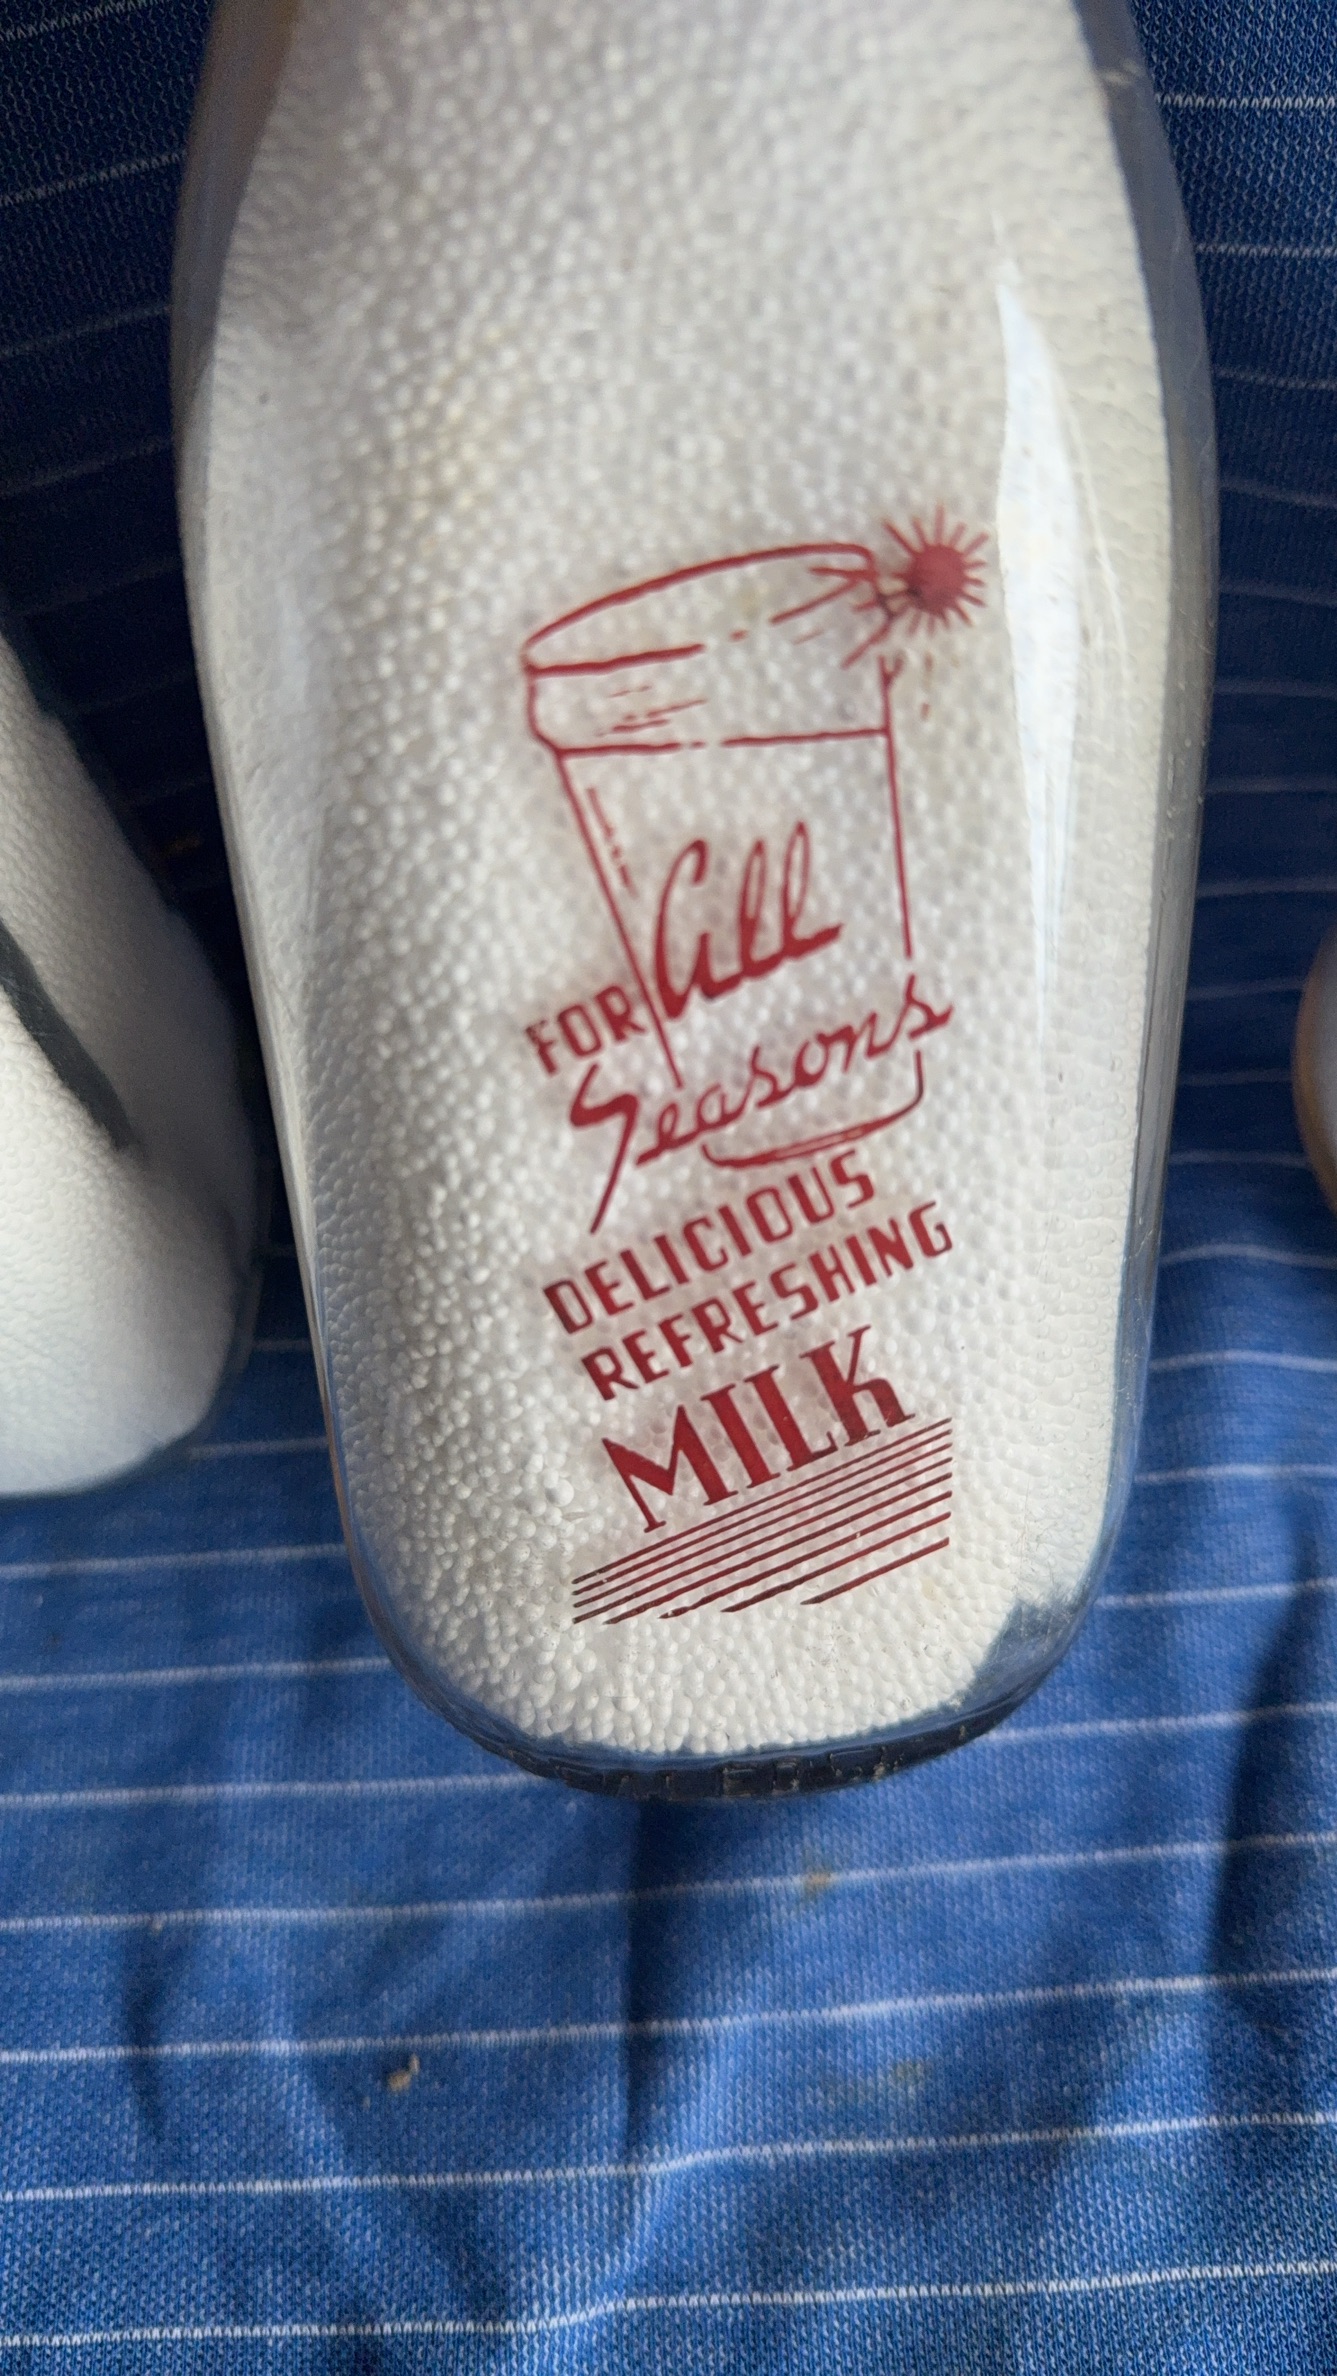 FOR All
Seasons
DELICIOUS
REFRESHING
MILK